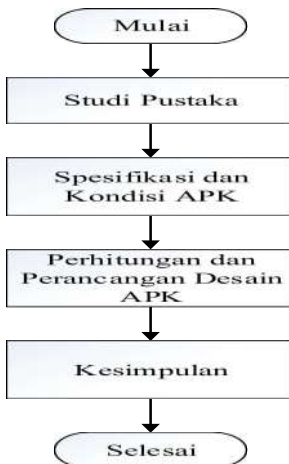 Mulai
Studi Pustaka
Spesifikasi dan
Kondisi APK
Perhitungan dan
Perancangan Desain
APK
Kesimpulan
Selesai